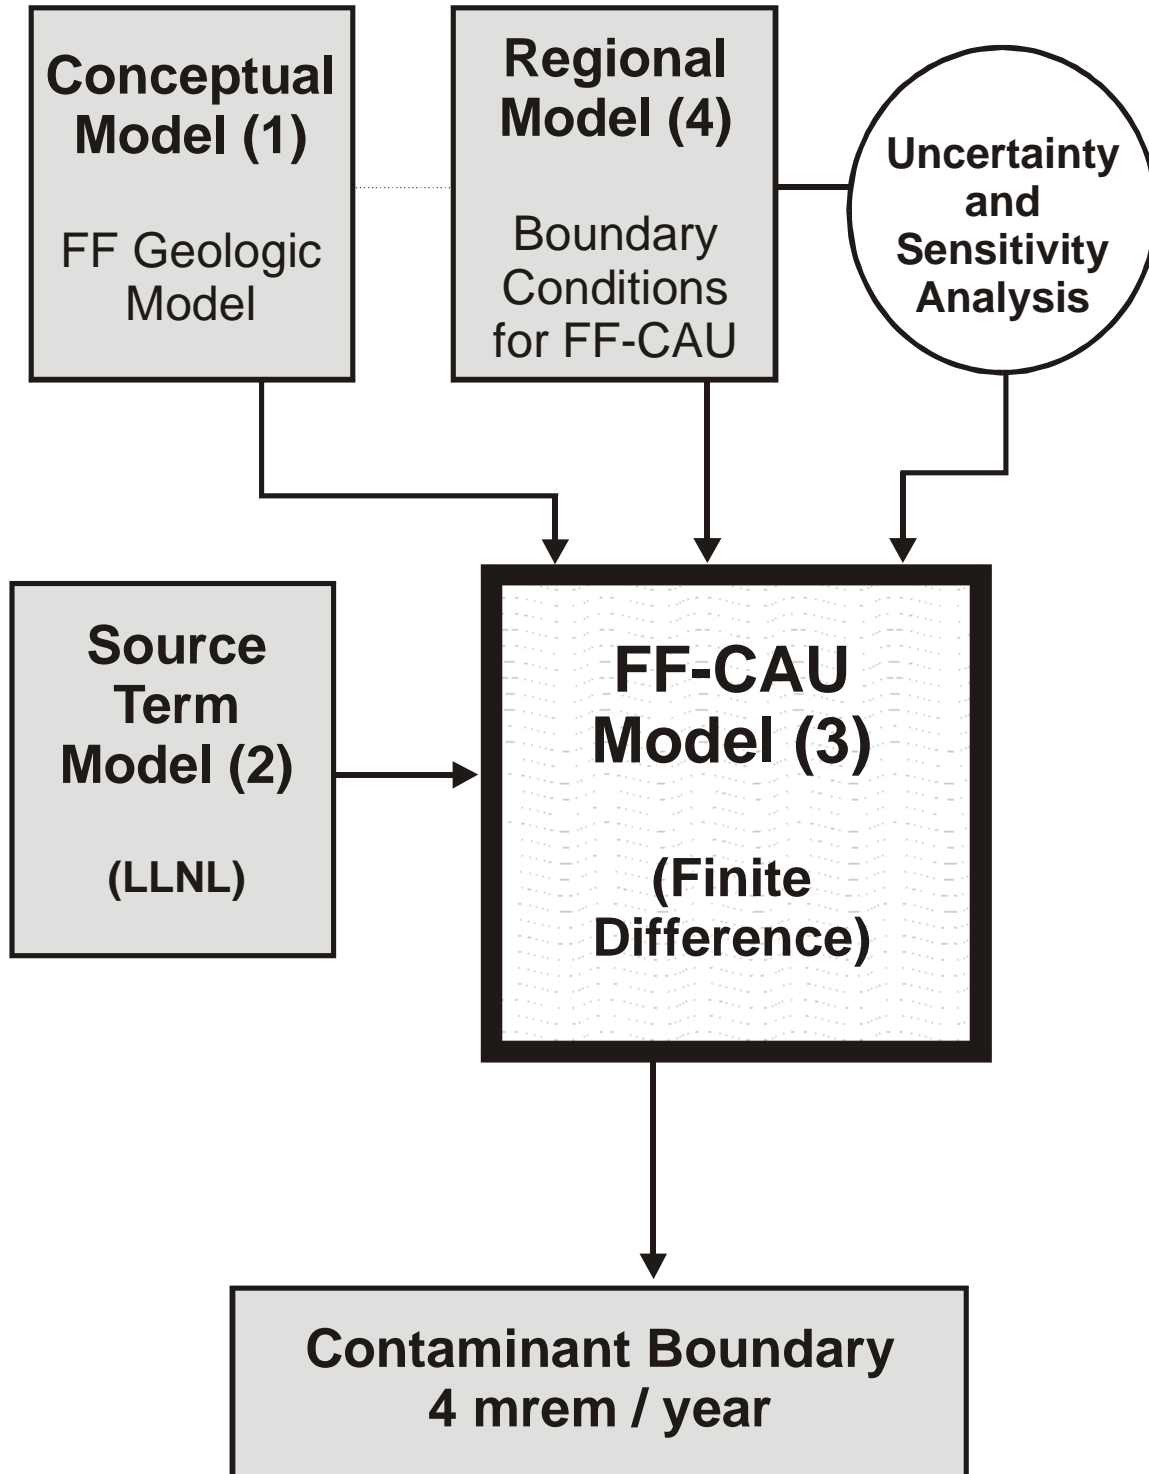 Conceptual
Model (1)
FF Geologic
Model
Regional
Model (4)
Boundary
Conditions
for FF-CAU
Uncertainty
and
Sensitivity
Analysis
Source
Term
Model (2)
(LLNL)
FF-CAU
Model (3)
(Finite
Difference)
Contaminant Boundary
4 mrem / year